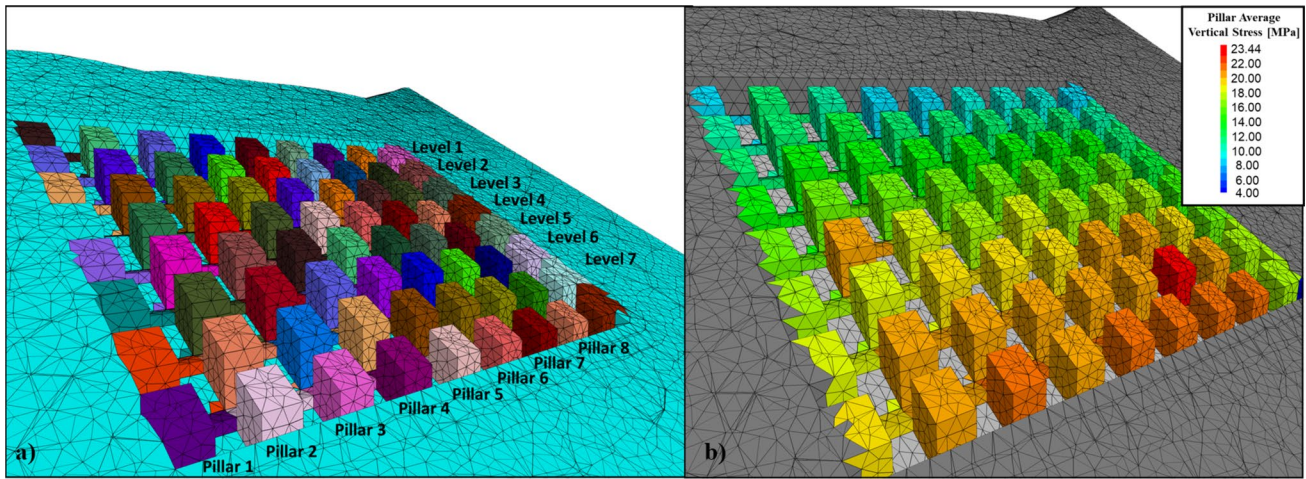 a)
Level 1
Level 2
Level 3
Level 4
Level 5
Level 6
Level 7
Pillar 8
Pillar 7
Pillar 6
Pillar 5
Pillar 4
Pillar 3
Pillar 2
Pillar 1
b)
Pillar Average
Vertical Stress [MPa]
23.44
22.00
20.00
18.00
16.00
14.00
12.00
10.00
8.00
6.00
4.00